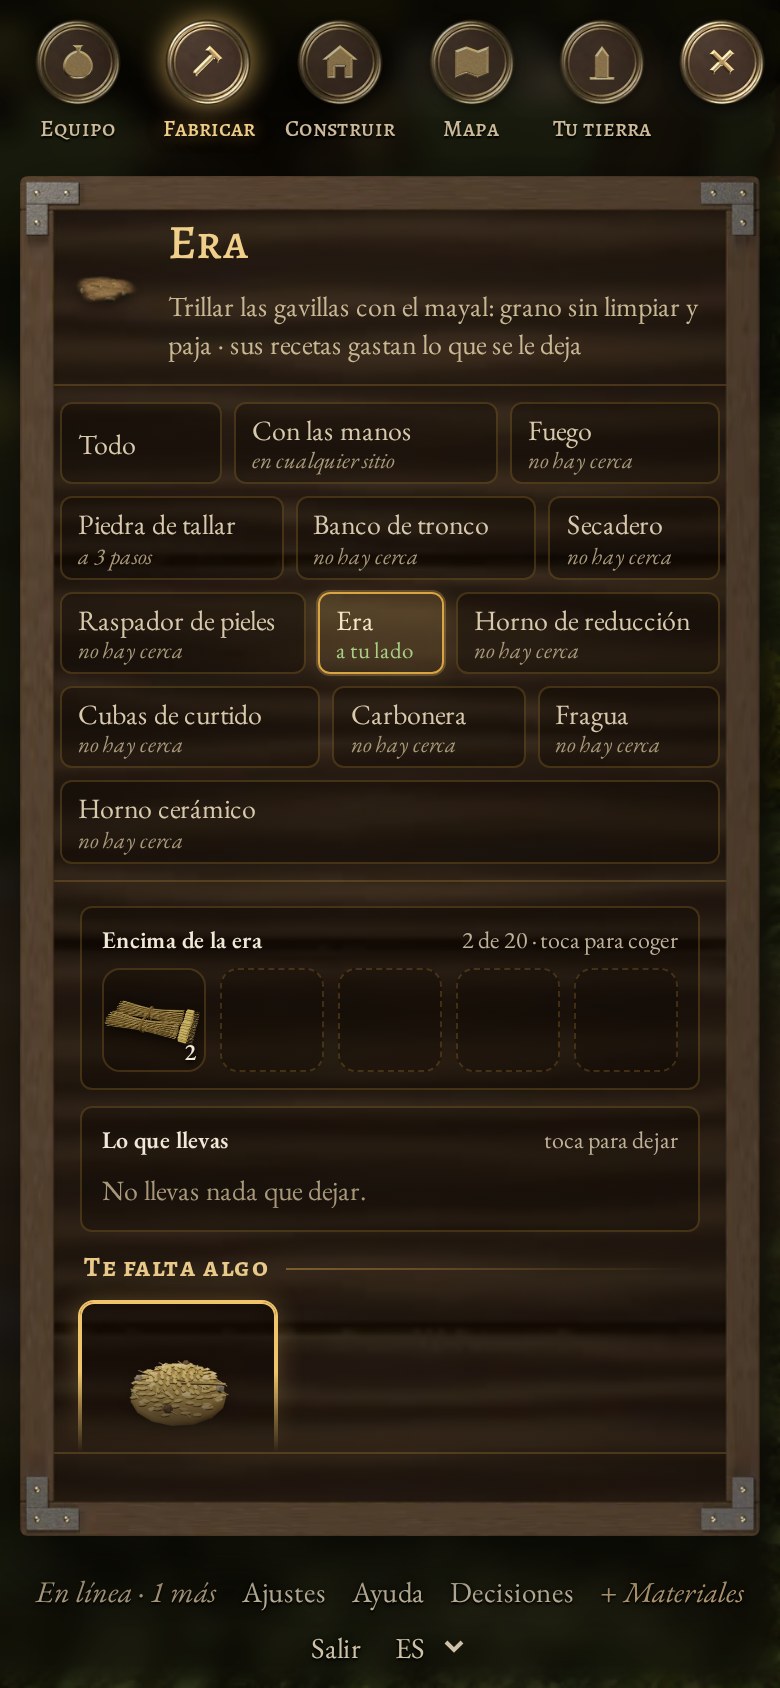 Equipo Fabricar Construir Mapa Tu tierra
Era
Trillar las gavillas con el mayal: grano sin limpiar y
paja · sus recetas gastan lo que se le deja
Todo
Con las manos
en cualquier sitio
Fuego
no hay cerca
Piedra de tallar
a 3 pasos
Banco de tronco
no hay cerca
Secadero
no hay cerca
Raspador de pieles
no hay cerca
Era
a tu lado
Horno de reducción
no hay cerca
Cubas de curtido
no hay cerca
Carbonera
no hay cerca
Fragua
no hay cerca
Horno cerámico
no hay cerca
Encima de la era
2 de 20 · toca para coger
2
Lo que llevas
toca para dejar
No llevas nada que dejar.
Te falta algo
En línea · 1 más Ajustes Ayuda Decisiones + Materiales
Salir ES